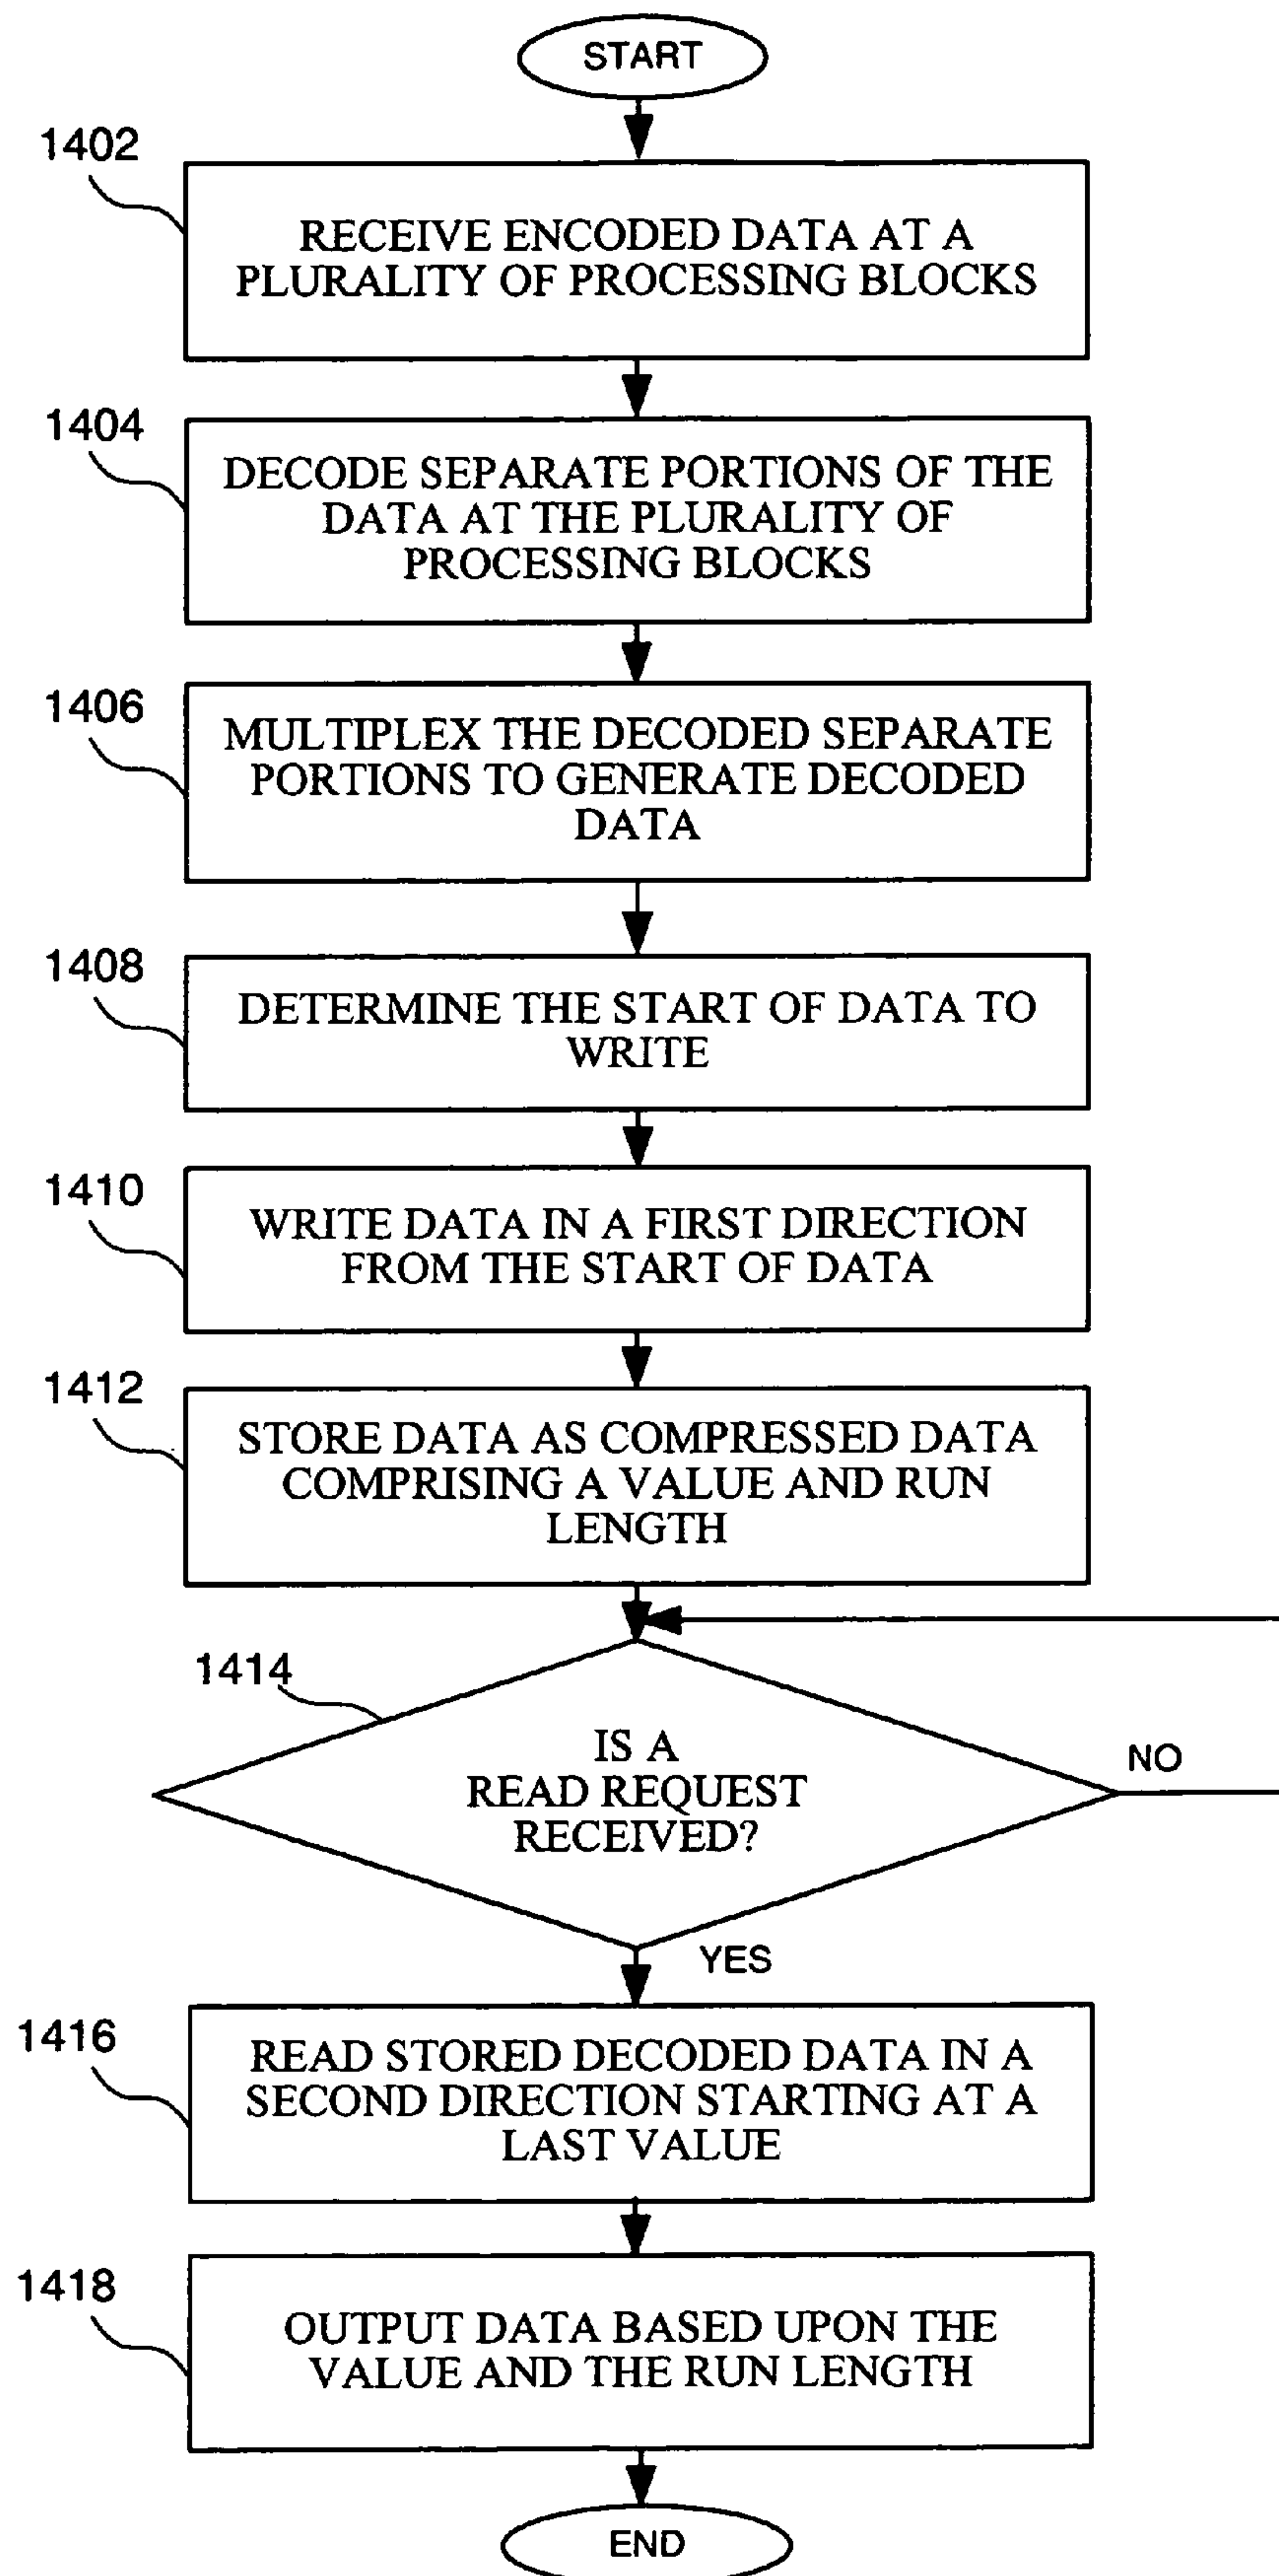 START
1402
RECEIVE ENCODED DATA AT A
PLURALITY OF PROCESSING BLOCKS
1404
DECODE SEPARATE PORTIONS OF THE
DATA AT THE PLURALITY OF
PROCESSING BLOCKS
1406
MULTIPLEX THE DECODED SEPARATE
PORTIONS TO GENERATE DECODED
DATA
1408
DETERMINE THE START OF DATA TO
WRITE
1410
WRITE DATA IN A FIRST DIRECTION
FROM THE START OF DATA
1412
STORE DATA AS COMPRESSED DATA
COMPRISING A VALUE AND RUN
LENGTH
1414
IS A
READ REQUEST
RECEIVED?
NO
YES
1416
READ STORED DECODED DATA IN A
SECOND DIRECTION STARTING AT A
LAST VALUE
1418
OUTPUT DATA BASED UPON THE
VALUE AND THE RUN LENGTH
END